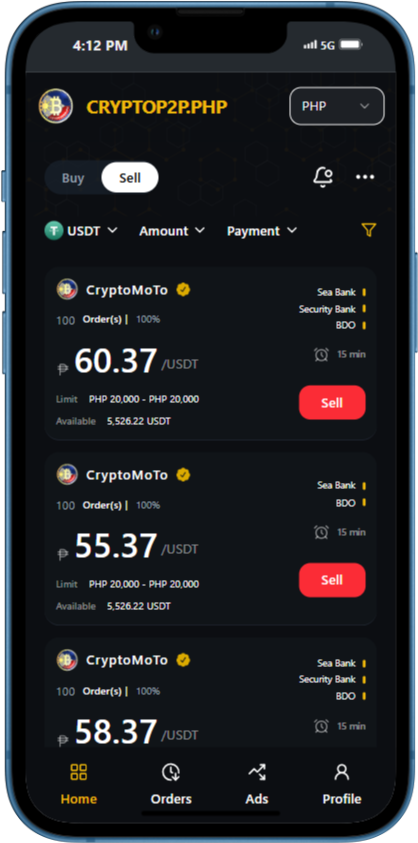 4:12 PM 5G
CRYPTOP2P.PHP PHP
Buy Sell
USDT Amount Payment
CryptoMoTo
Sea Bank
Security Bank
BDO
100 Order(s) | 100%
₱ 60.37 /USDT
15 min
Limit PHP 20,000 - PHP 20,000
Available 5,526.22 USDT
Sell
CryptoMoTo
Sea Bank
BDO
100 Order(s) | 100%
₱ 55.37 /USDT
15 min
Limit PHP 20,000 - PHP 20,000
Available 5,526.22 USDT
Sell
CryptoMoTo
Sea Bank
Security Bank
BDO
100 Order(s) | 100%
₱ 58.37 /USDT
15 min
Home Orders Ads Profile